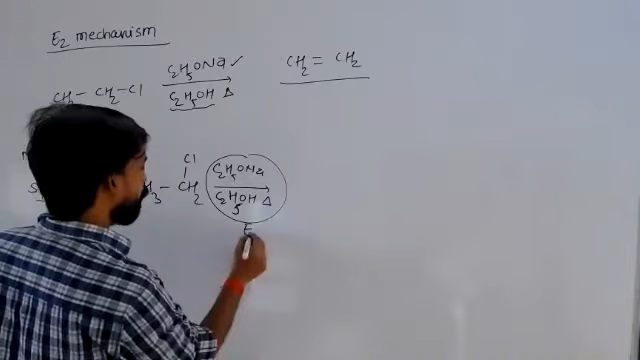 E2 mechanism
CH3 - CH2 - Cl C2H5ONa ✓ CH2 = CH2
C2H5OH Δ
Cl
CH2 C2H5ONa
C2H5OH Δ
E